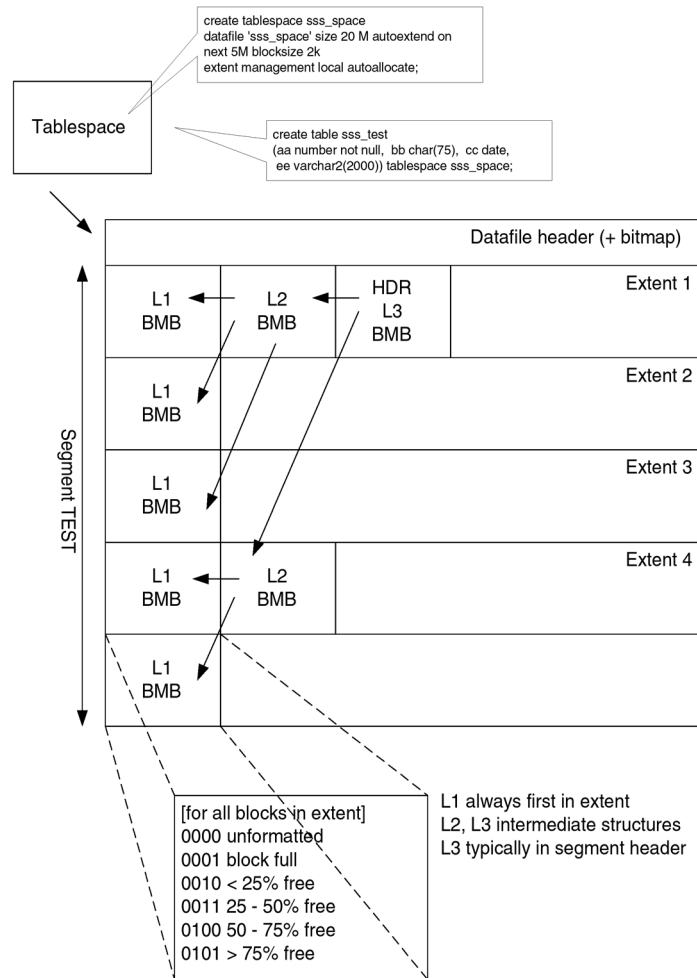 create tablespace sss_space
datafile 'sss_space' size 20 M autoextend on
next 5M blocksize 2k
extent management local autoallocate;
Tablespace
create table sss_test
(aa number not null, bb char(75), cc date,
ee varchar2(2000)) tablespace sss_space;
Datafile header (+ bitmap)
Segment TEST
L1
BMB
L2
BMB
HDR
L3
BMB
Extent 1
L1
BMB
Extent 2
L1
BMB
Extent 3
L1
BMB
L2
BMB
Extent 4
L1
BMB
[for all blocks in extent]
0000 unformatted
0001 block full
0010 < 25% free
0011 25 - 50% free
0100 50 - 75% free
0101 > 75% free
L1 always first in extent
L2, L3 intermediate structures
L3 typically in segment header